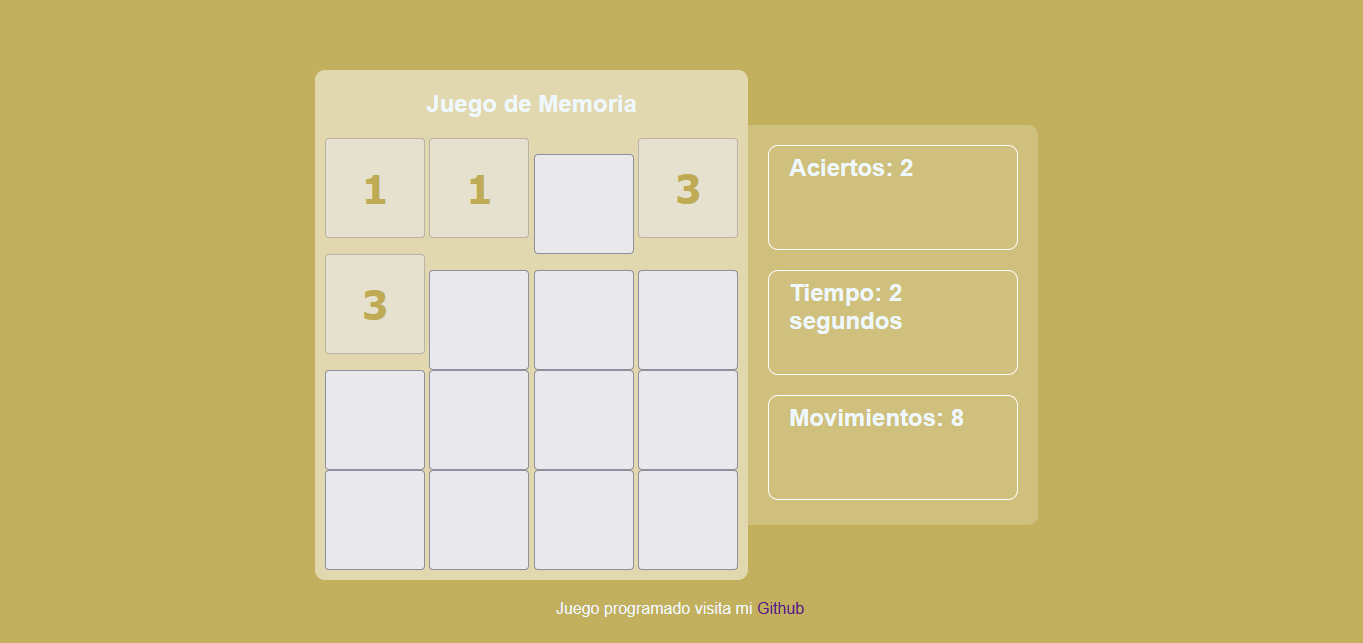 Juego de Memoria
1 1 3
3
Aciertos: 2
Tiempo: 2
segundos
Movimientos: 8
Juego programado visita mi Github